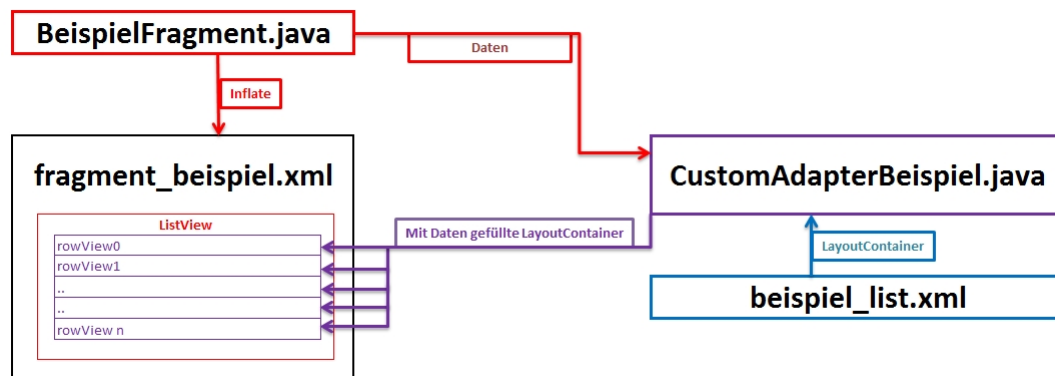 BeispielFragment.java
Daten
Inflate
fragment_beispiel.xml
CustomAdapterBeispiel.java
ListView
Mit Daten gefüllte LayoutContainer
rowView0
rowView1
..
..
rowView n
LayoutContainer
beispiel_list.xml